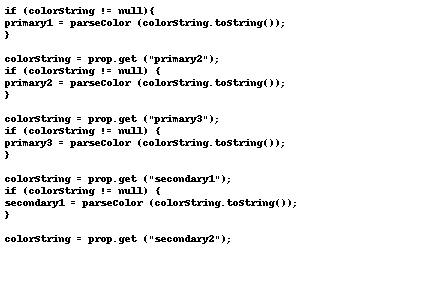 if (colorString != null){
primary1 = parseColor (colorString.toString());
}
colorString = prop.get ("primary2");
if (colorString != null) {
primary2 = parseColor (colorString.toString());
}
colorString = prop.get ("primary3");
if (colorString != null) {
primary3 = parseColor (colorString.toString());
}
colorString = prop.get ("secondary1");
if (colorString != null) {
secondary1 = parseColor (colorString.toString());
}
colorString = prop.get ("secondary2");